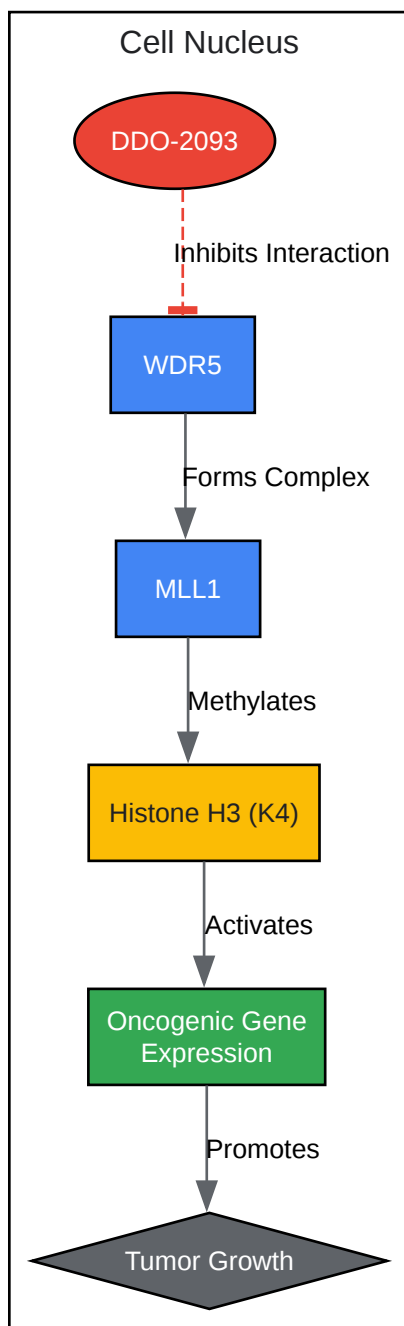 Cell Nucleus
DDO-2093
Inhibits Interaction
WDR5
Forms Complex
MLL1
Methylates
Histone H3 (K4)
Activates
Oncogenic Gene
Expression
Promotes
Tumor Growth